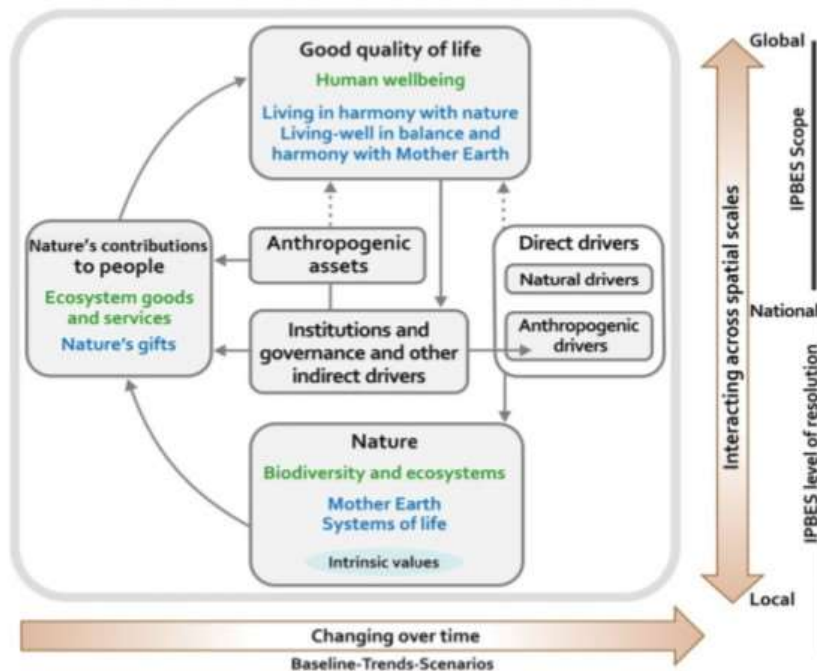 Good quality of life
Human wellbeing
Living in harmony with nature
Living-well in balance and
harmony with Mother Earth
Nature's contributions
to people
Ecosystem goods
and services
Nature's gifts
Anthropogenic
assets
Institutions and
governance and other
indirect drivers
Direct drivers
Natural drivers
Anthropogenic
drivers
Nature
Biodiversity and ecosystems
Mother Earth
Systems of life
Intrinsic values
Changing over time
Baseline-Trends-Scenarios
Interacting across spatial scales
Global
National
Local
IPBES Scope
IPBES level of resolution